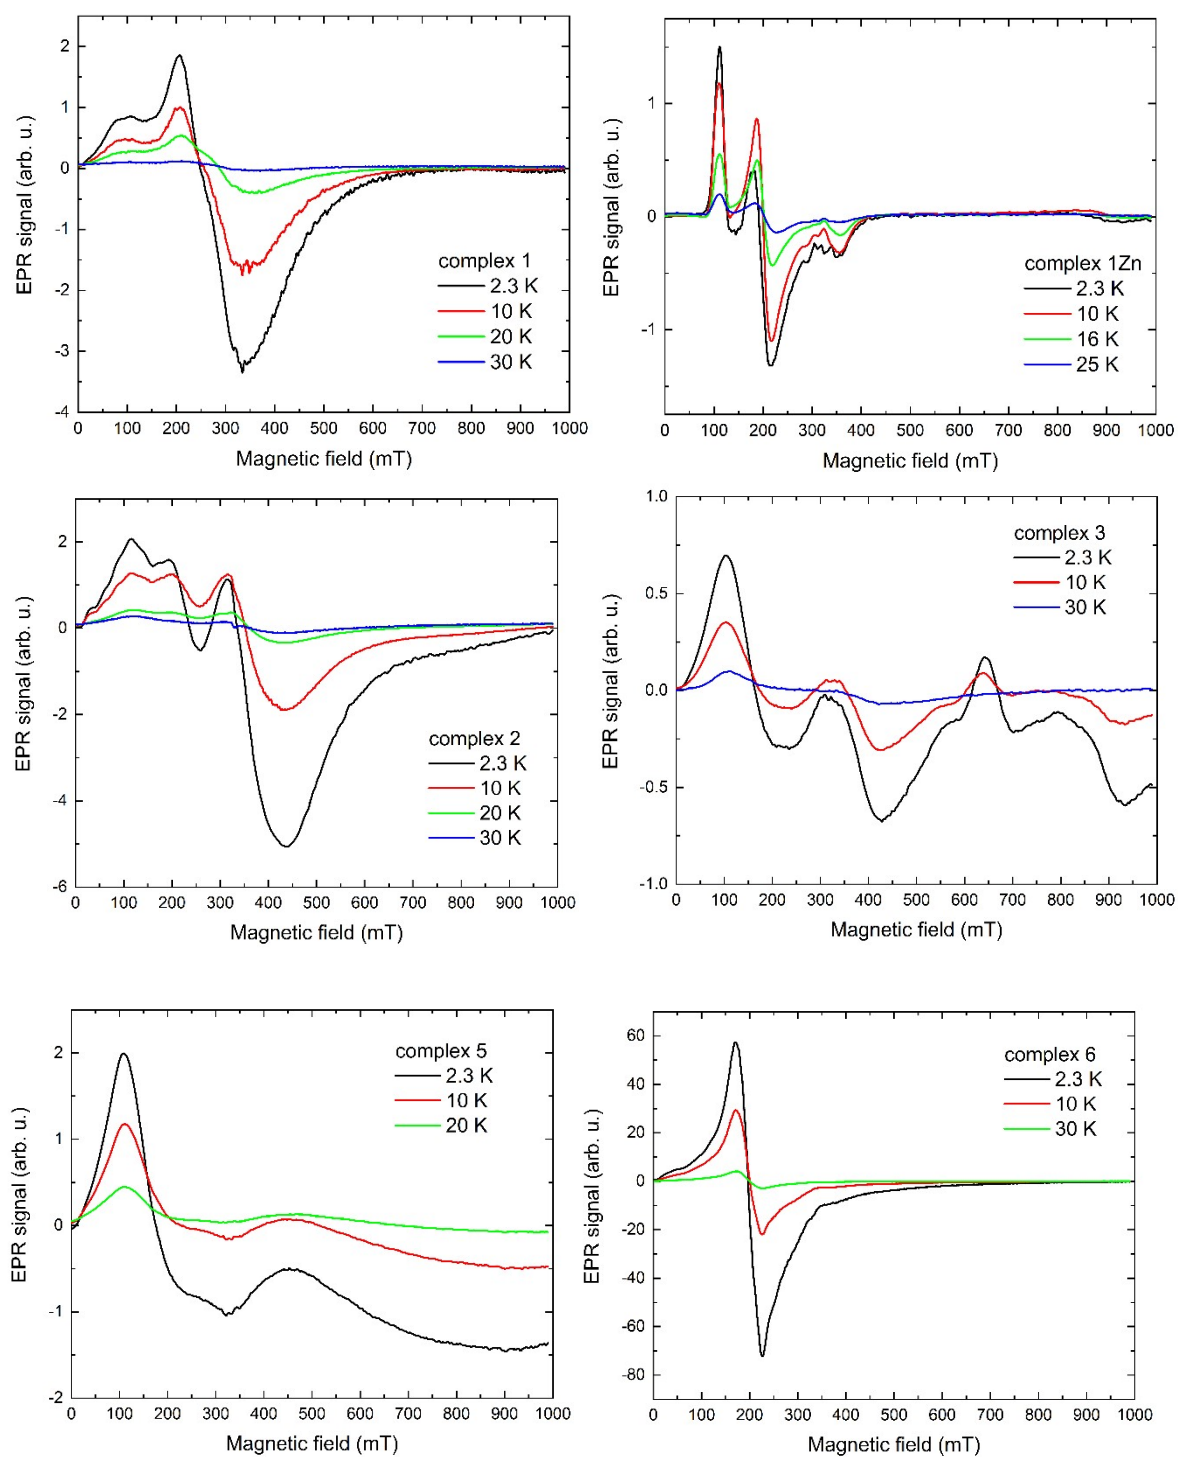 EPR signal (arb. u.)
2
1
0
-1
-2
-3
-4
complex 1
2.3 K
10 K
20 K
30 K
0 100 200 300 400 500 600 700 800 900 1000
Magnetic field (mT)
EPR signal (arb. u.)
1
0
-1
complex 1Zn
2.3 K
10 K
16 K
25 K
0 100 200 300 400 500 600 700 800 900 1000
Magnetic field (mT)
EPR signal (arb. u.)
2
0
-2
-4
-6
complex 2
2.3 K
10 K
20 K
30 K
0 100 200 300 400 500 600 700 800 900 1000
Magnetic field (mT)
EPR signal (arb. u.)
1.0
0.5
0.0
-0.5
-1.0
complex 3
2.3 K
10 K
30 K
0 100 200 300 400 500 600 700 800 900 1000
Magnetic field (mT)
EPR signal (arb. u.)
2
1
0
-1
-2
complex 5
2.3 K
10 K
20 K
0 100 200 300 400 500 600 700 800 900 1000
Magnetic field (mT)
EPR signal (arb. u.)
60
40
20
0
-20
-40
-60
-80
complex 6
2.3 K
10 K
30 K
0 100 200 300 400 500 600 700 800 900 1000
Magnetic field (mT)